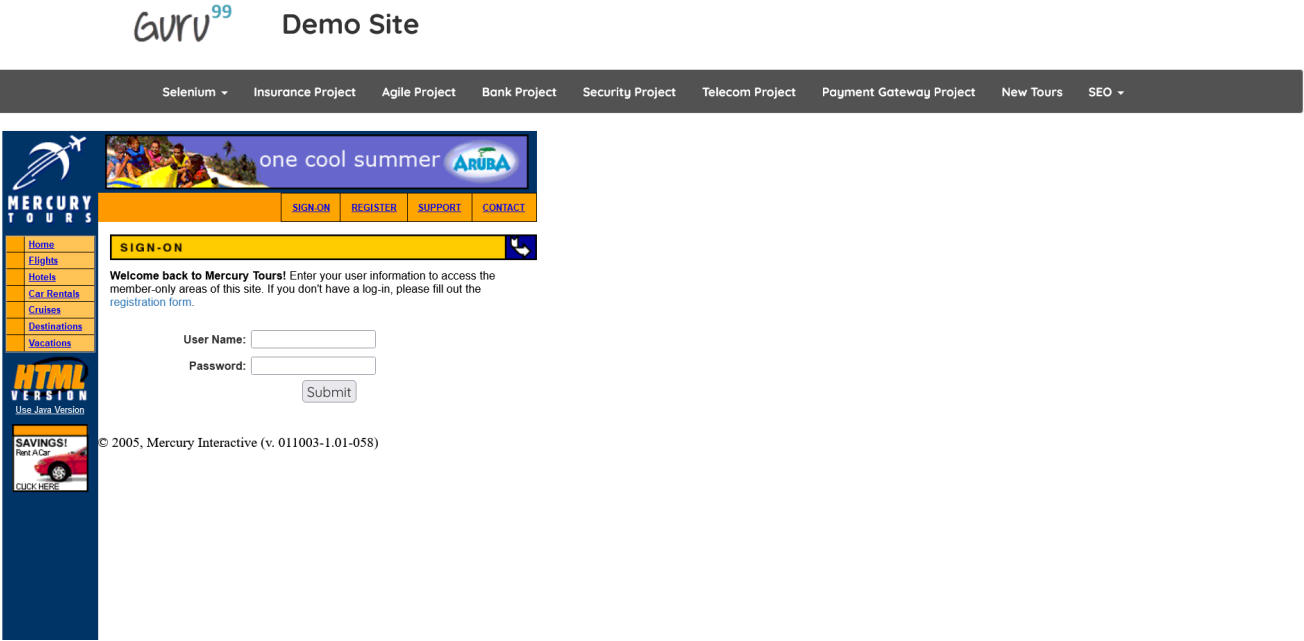 Guru99
Demo Site
Selenium Insurance Project Agile Project Bank Project Security Project Telecom Project Payment Gateway Project New Tours SEO
one cool summer ARUBA
MERCURY
TOURS
SIGN-ON REGISTER SUPPORT CONTACT
Home
Flights
Hotels
Car Rentals
Cruises
Destinations
Vacations
HTML
VERSION
Use Java Version
SAVINGS!
Rent A Car
CLICK HERE
SIGN-ON
Welcome back to Mercury Tours! Enter your user information to access the
member-only areas of this site. If you don't have a log-in, please fill out the
registration form.
User Name:
Password:
Submit
© 2005, Mercury Interactive (v. 011003-1.01-058)